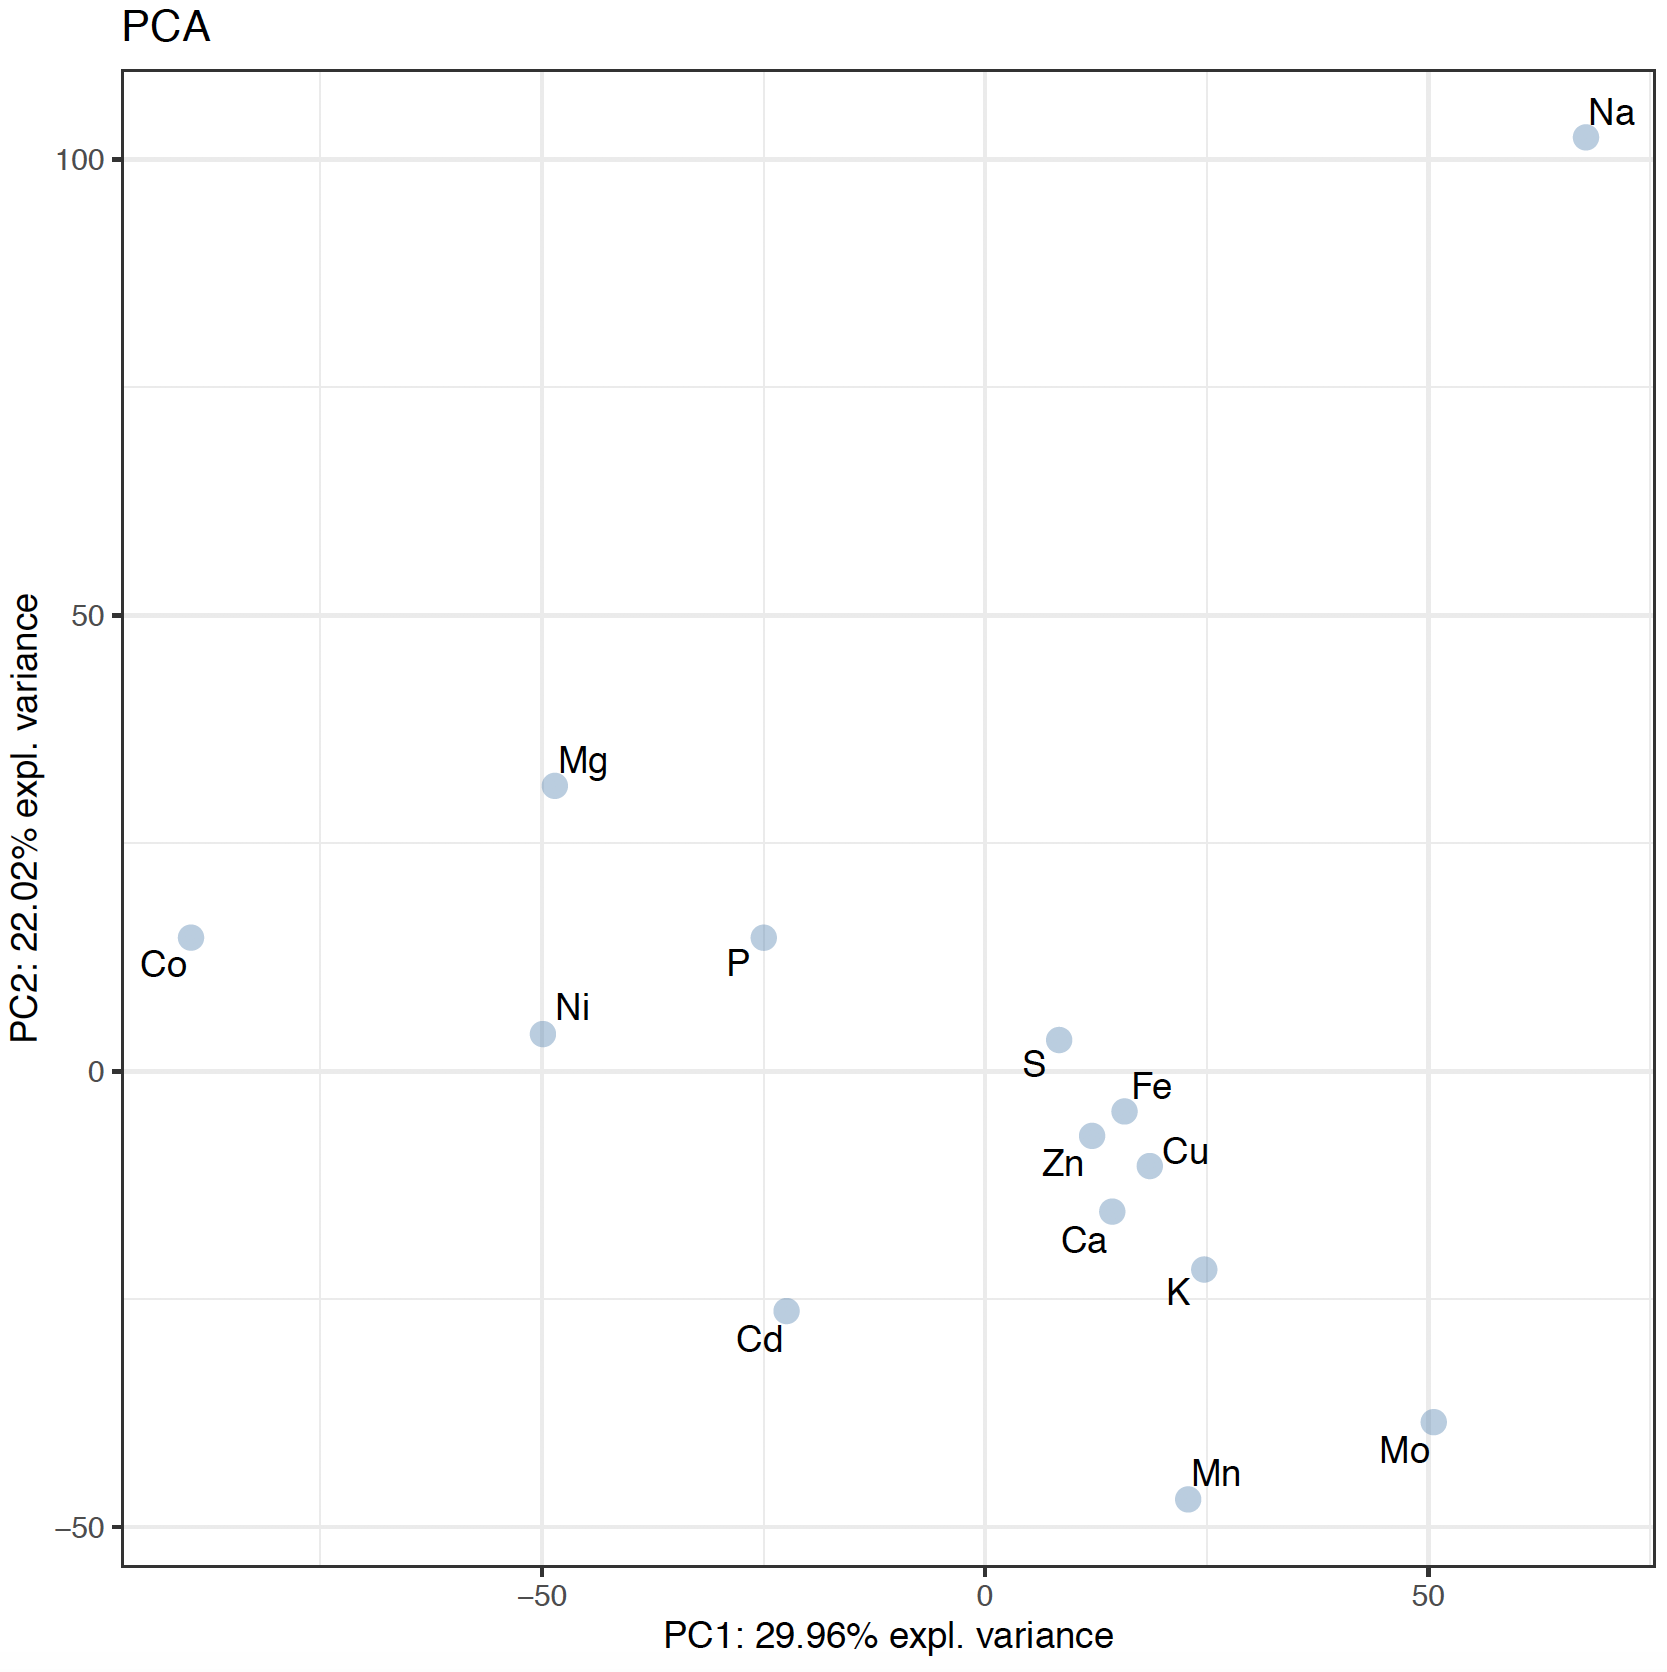 PCA
Na
100
50
Mg
Co
P
Ni
S
0
Fe
Zn
Cu
Ca
K
Cd
Mo
Mn
−50
−50
0
50
PC1: 29.96% expl. variance
PC2: 22.02% expl. variance